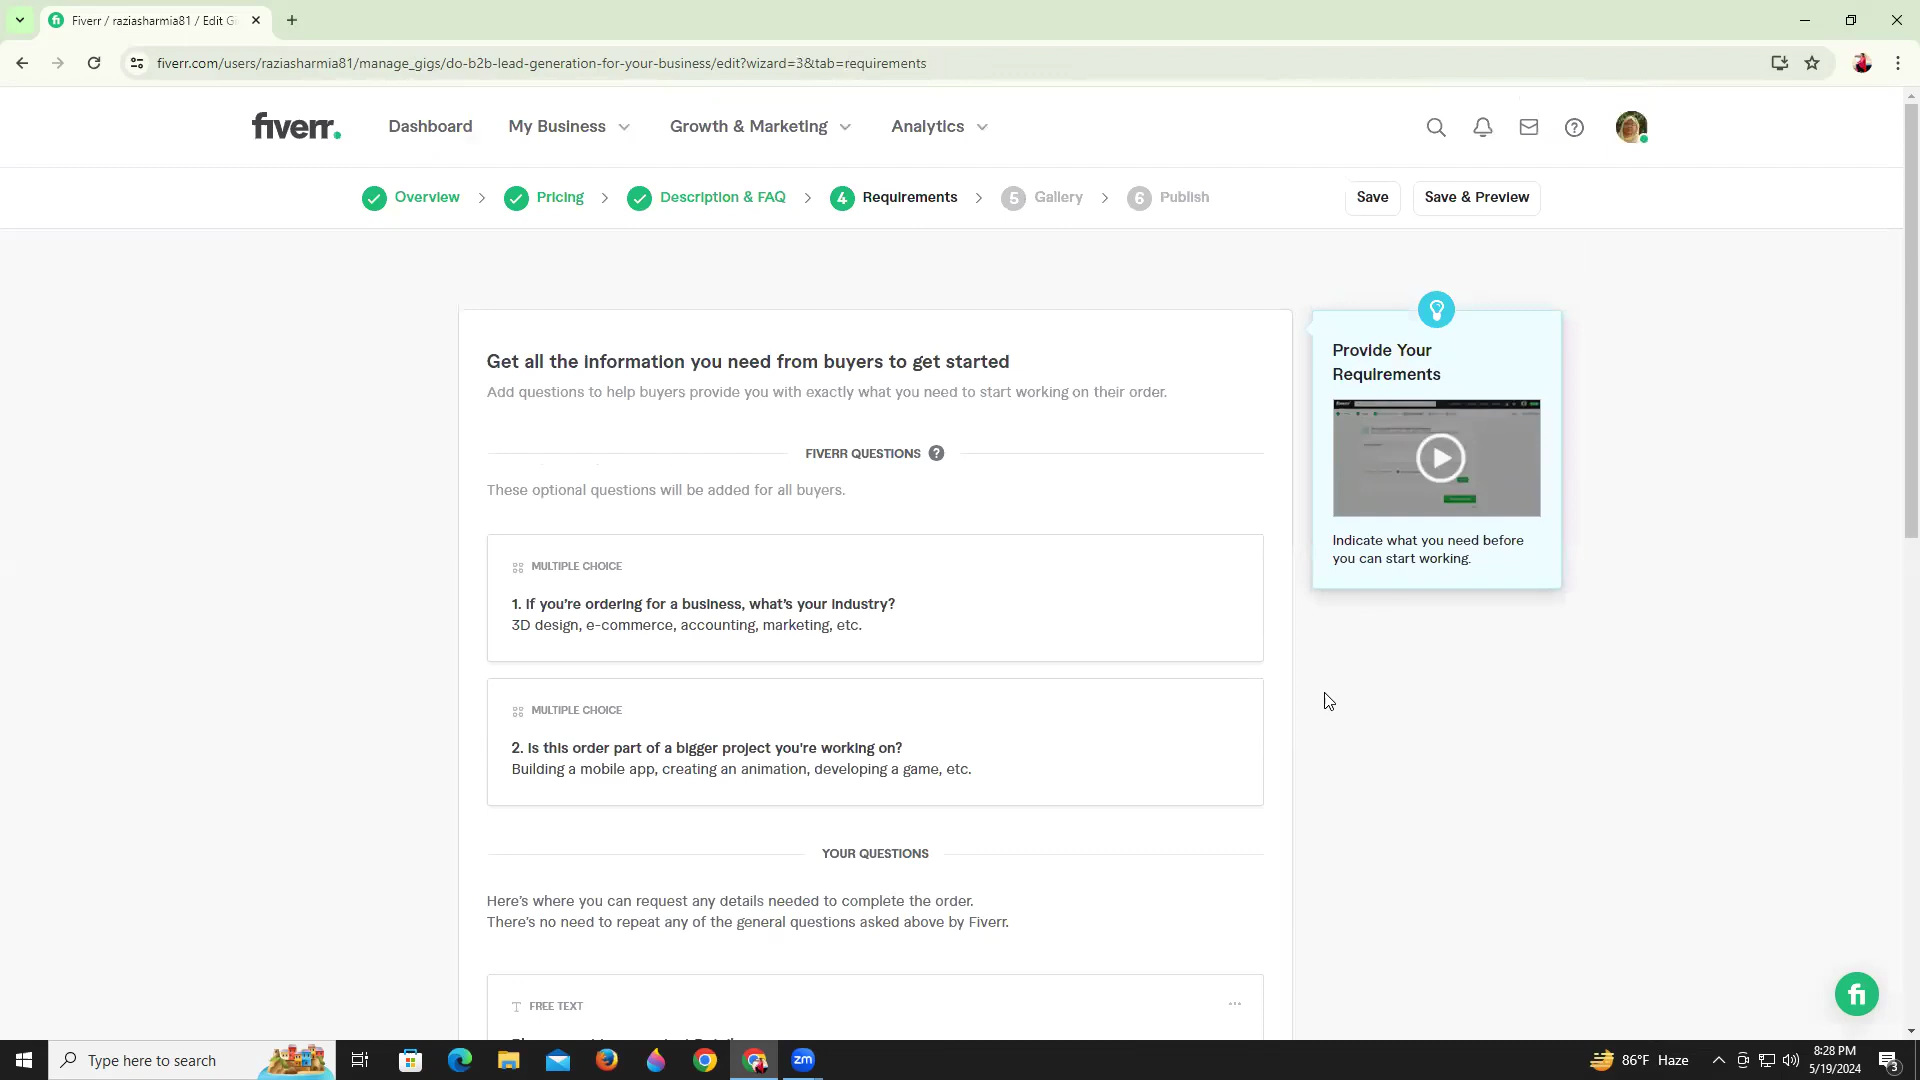 Fiverr / raziasharmia81 / Edit Gi
fiverr.com/users/raziasharmia81/manage_gigs/do-b2b-lead-generation-for-your-business/edit?wizard=3&tab=requirements
fiverr.
Dashboard
My Business
Growth & Marketing
Analytics
Overview
Pricing
Description & FAQ
4 Requirements
5 Gallery
6 Publish
Save
Save & Preview
Get all the information you need from buyers to get started
Add questions to help buyers provide you with exactly what you need to start working on their order.
FIVERR QUESTIONS ?
These optional questions will be added for all buyers.
MULTIPLE CHOICE
1. If you're ordering for a business, what's your industry?
3D design, e-commerce, accounting, marketing, etc.
MULTIPLE CHOICE
2. Is this order part of a bigger project you're working on?
Building a mobile app, creating an animation, developing a game, etc.
YOUR QUESTIONS
Here's where you can request any details needed to complete the order.
There's no need to repeat any of the general questions asked above by Fiverr.
T FREE TEXT
Provide Your
Requirements
Indicate what you need before
you can start working.
fi
Type here to search
zm
86°F Haze
8:28 PM
5/19/2024
3